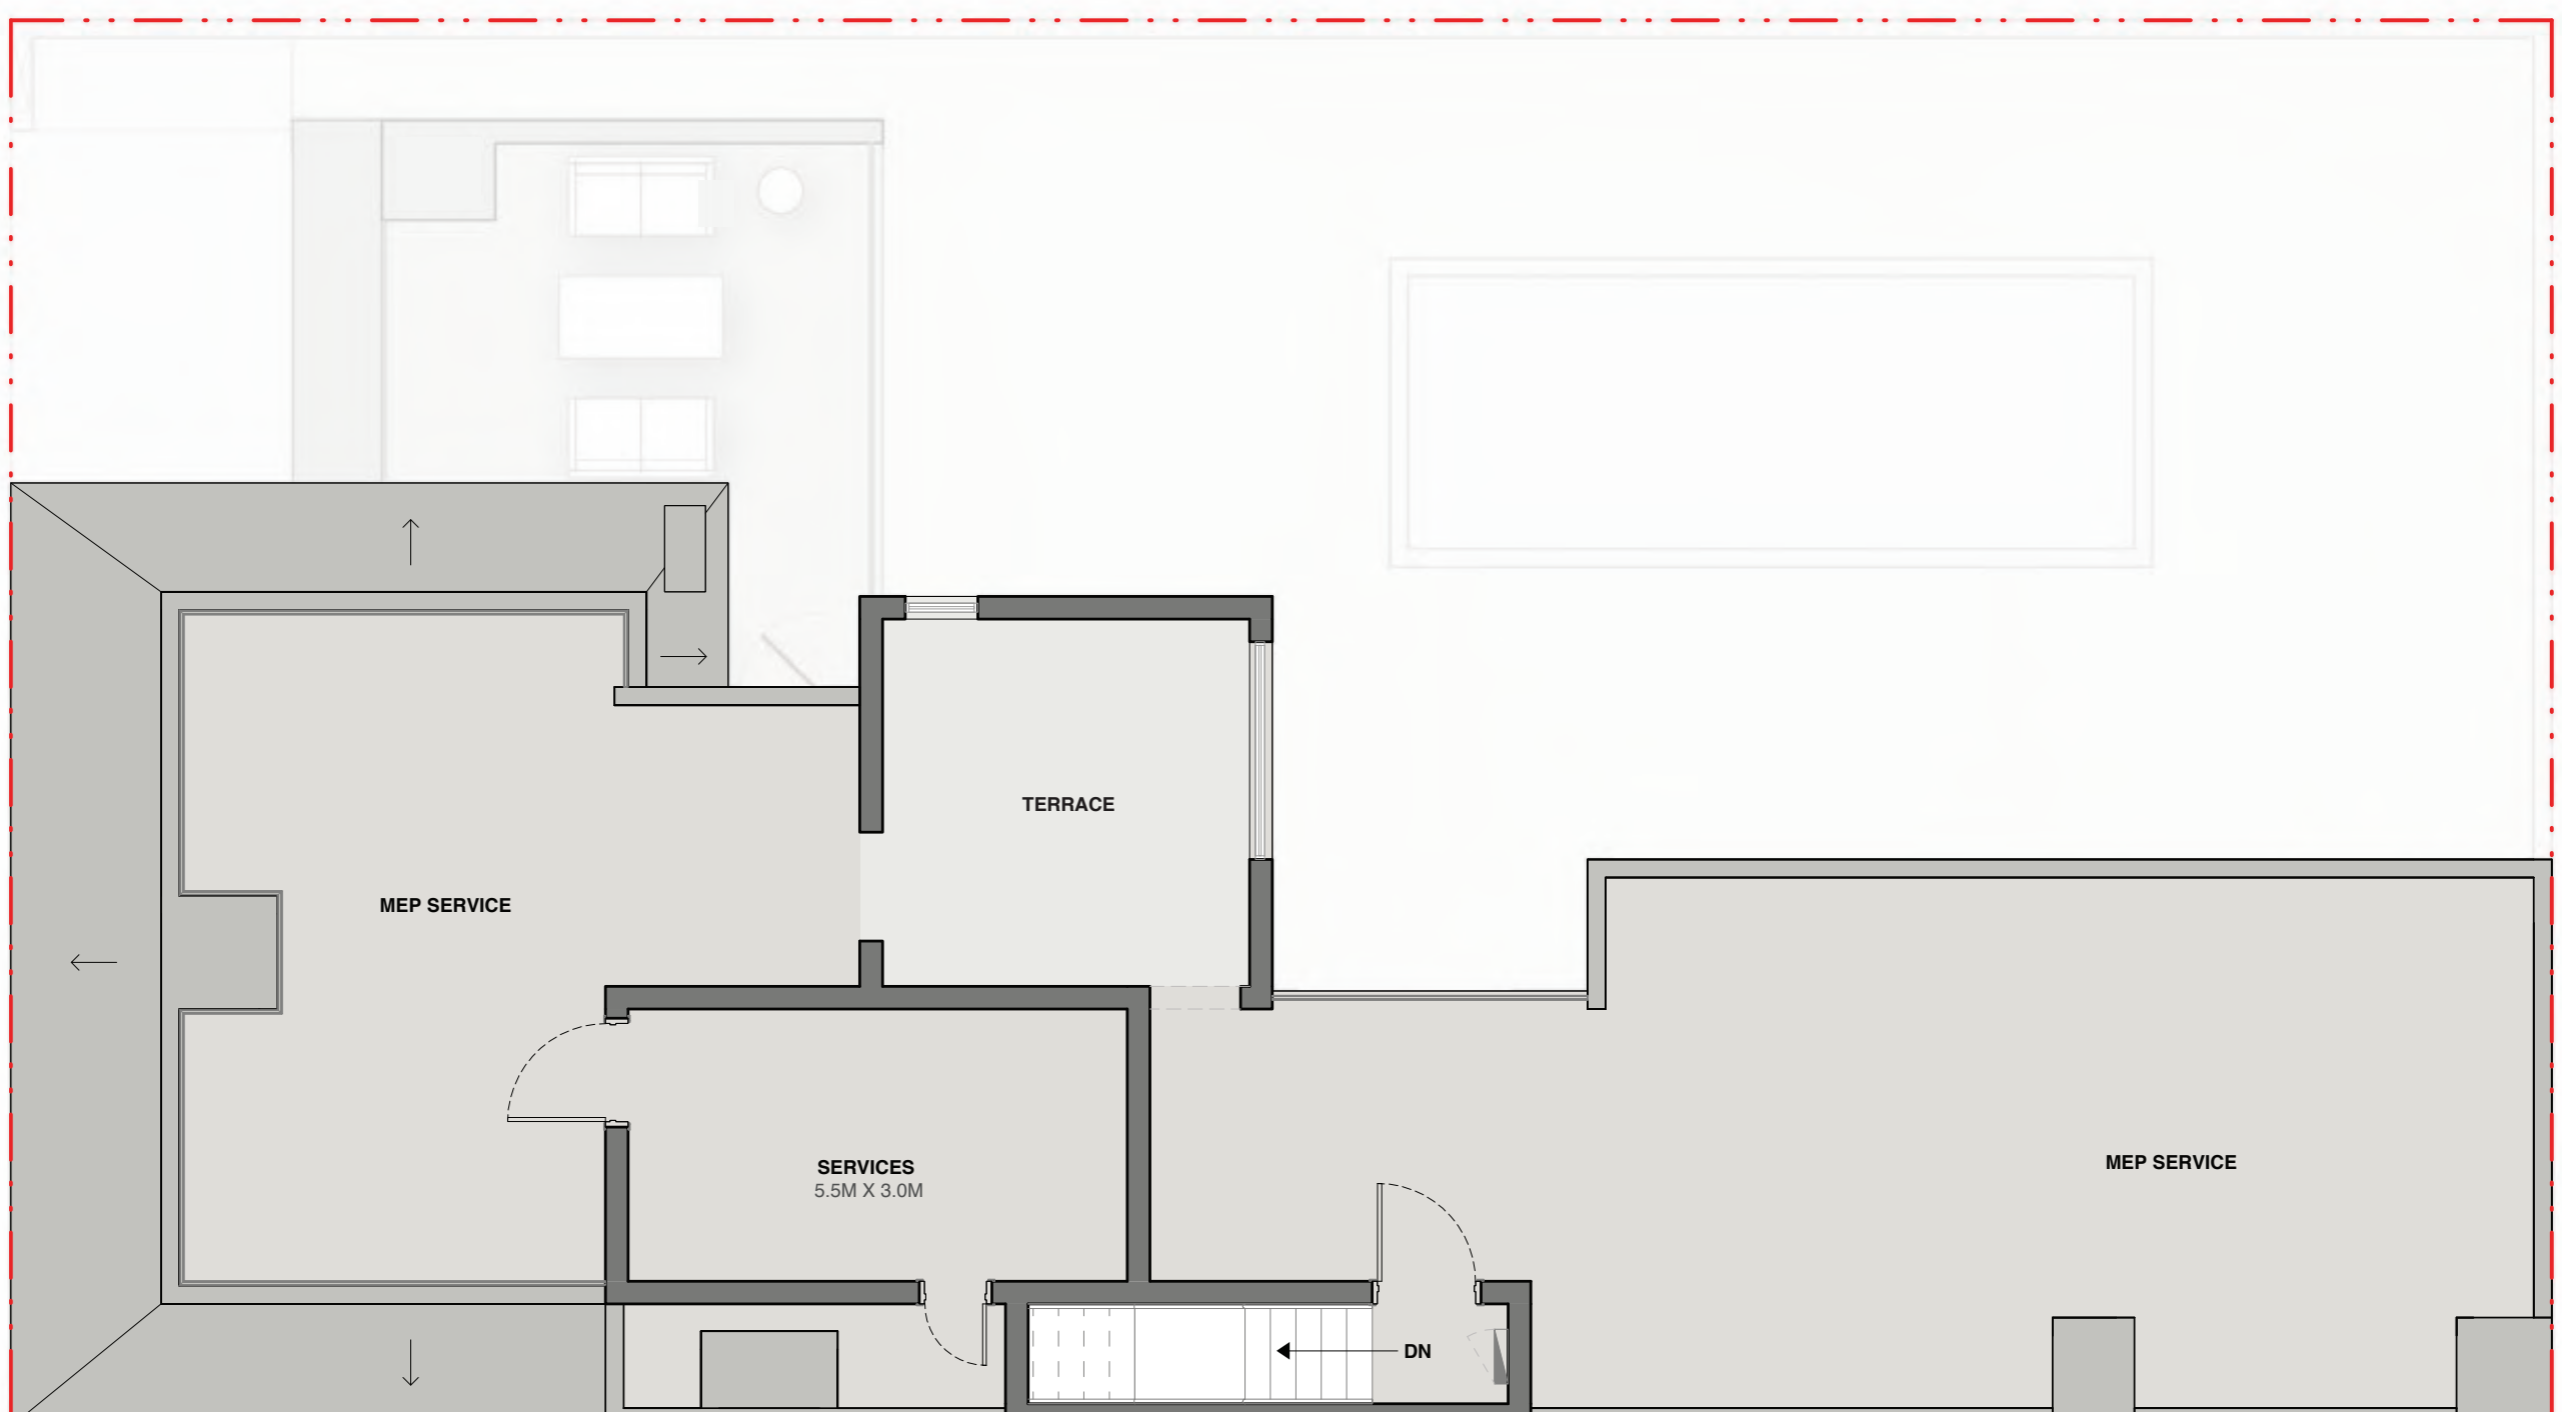 TERRACE
MEP SERVICE
SERVICES
5.5M X 3.0M
MEP SERVICE
DN